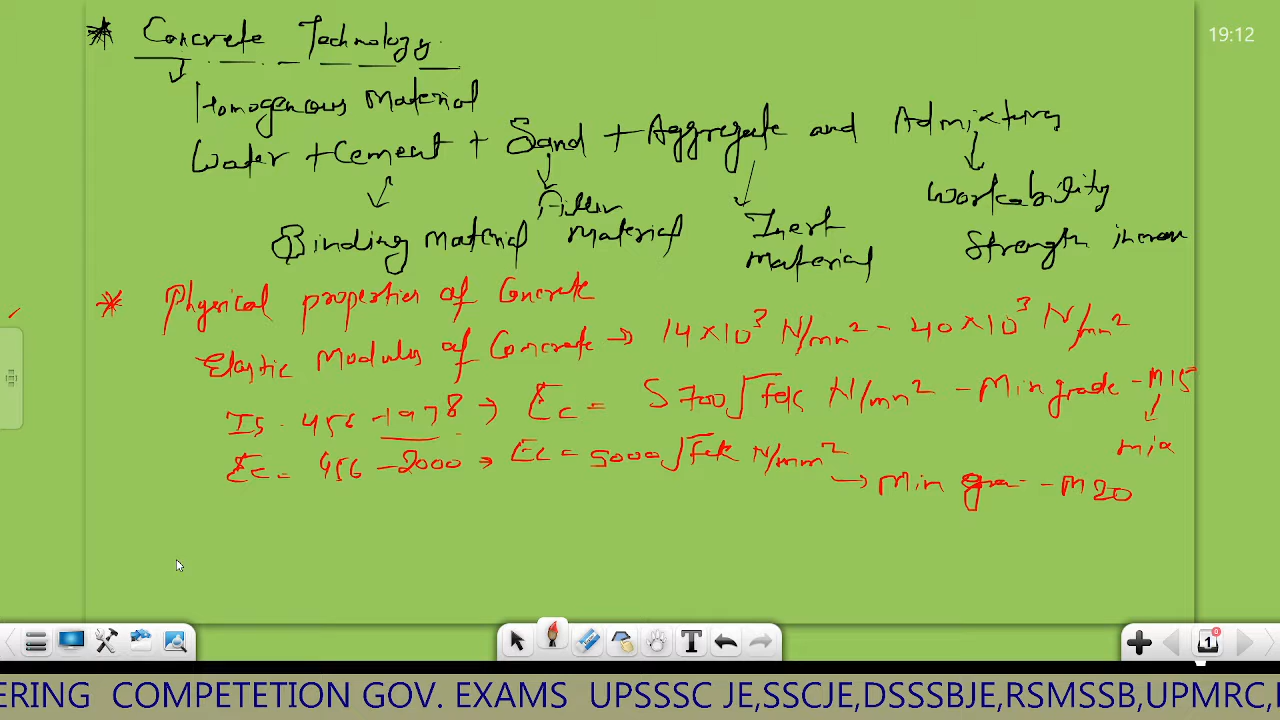 19:12
* Concrete Technology
Homogenous Material
Water + Cement + Sand + Aggregate and Admixtures
Binding Material
Filler Material
Inert Material
Workability
Strength increase
* Physical properties of Concrete
Elastic Modulus of Concrete → 14×10³ N/mm² - 40×10³ N/mm²
IS. 456 - 1978 → Ec = 5700√fck N/mm² - Min grade - M15
mix
Ec = 456 - 2000 → Ec = 5000√fck N/mm²
→ Min gra - M20
T
1
ERING COMPETETION GOV. EXAMS UPSSSC JE,SSCJE,DSSSBJE,RSMSSB,UPMRC,